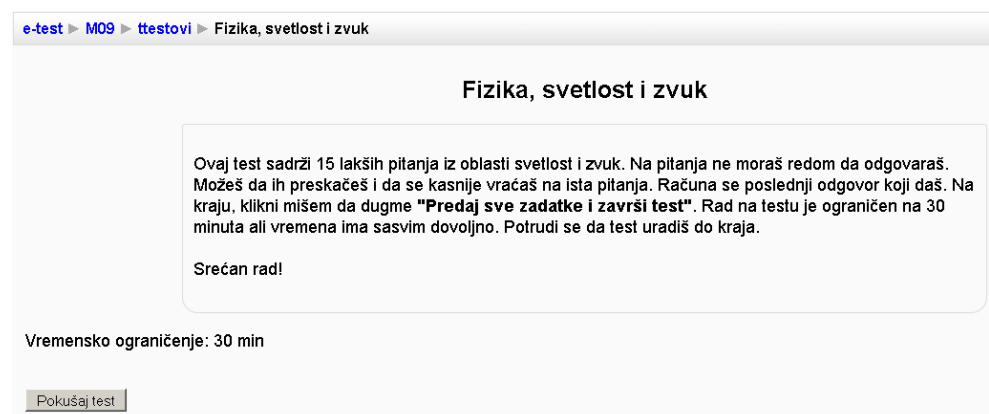 e-test ► M09 ► ttestovi ► Fizika, svetlost i zvuk
Fizika, svetlost i zvuk
Ovaj test sadrži 15 lakših pitanja iz oblasti svetlost i zvuk. Na pitanja ne moraš redom da odgovaraš.
Možeš da ih preskačeš i da se kasnije vraćaš na ista pitanja. Računa se poslednji odgovor koji daš. Na
kraju, klikni mišem da dugme "Predaj sve zadatke i završi test". Rad na testu je ograničen na 30
minuta ali vremena ima sasvim dovoljno. Potrudi se da test uradiš do kraja.
Srećan rad!
Vremensko ograničenje: 30 min
Pokušaj test